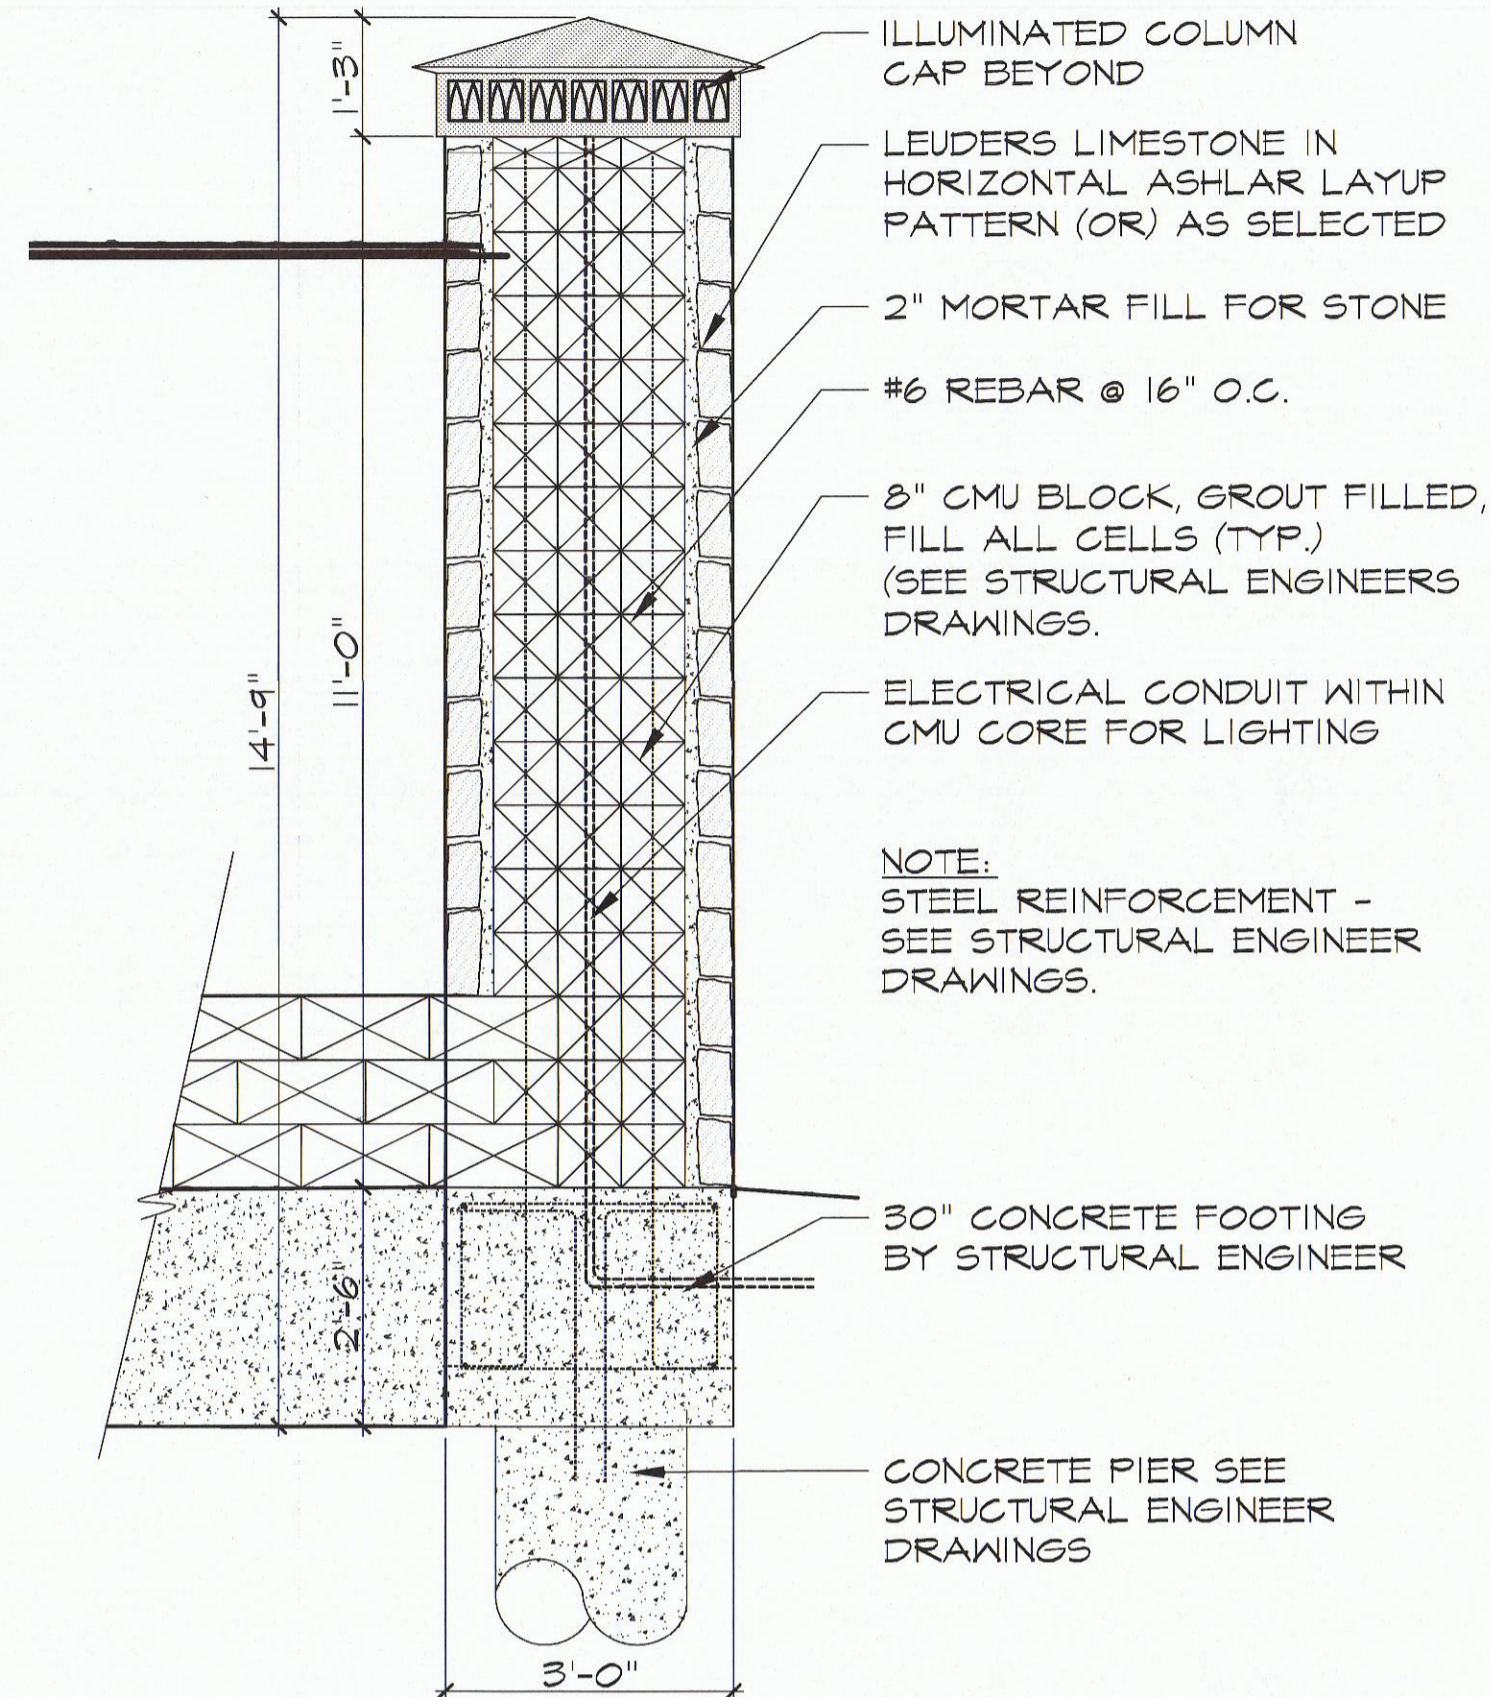 1'-3"
11'-0"
14'-9"
2'-6"
3'-0"
ILLUMINATED COLUMN
CAP BEYOND
LEUDERS LIMESTONE IN
HORIZONTAL ASHLAR LAYUP
PATTERN (OR) AS SELECTED
2" MORTAR FILL FOR STONE
#6 REBAR @ 16" O.C.
8" CMU BLOCK, GROUT FILLED,
FILL ALL CELLS (TYP.)
(SEE STRUCTURAL ENGINEERS
DRAWINGS.
ELECTRICAL CONDUIT WITHIN
CMU CORE FOR LIGHTING
NOTE:
STEEL REINFORCEMENT -
SEE STRUCTURAL ENGINEER
DRAWINGS.
30" CONCRETE FOOTING
BY STRUCTURAL ENGINEER
CONCRETE PIER SEE
STRUCTURAL ENGINEER
DRAWINGS